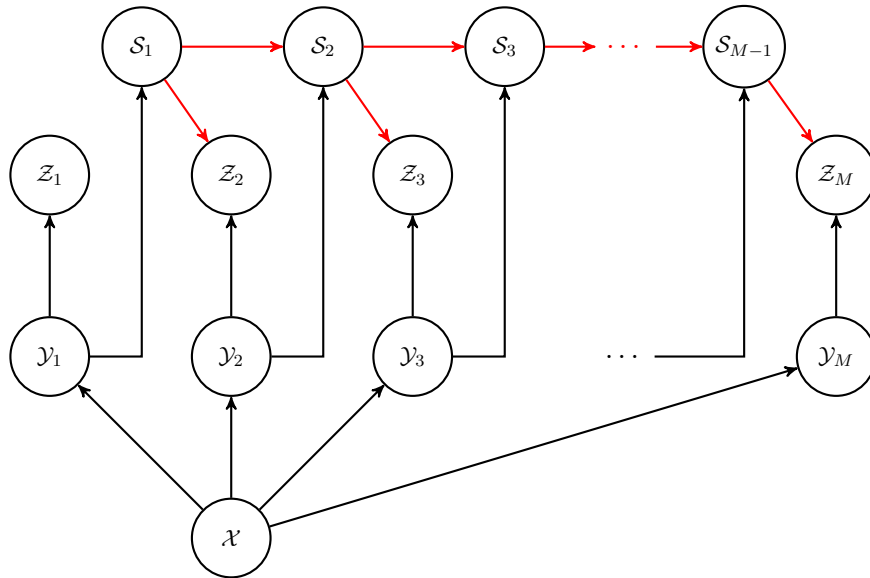 S₁ S₂ S₃ ··· S_{M−1}
Z₁ Z₂ Z₃ Z_M
Y₁ Y₂ Y₃ ··· Y_M
X